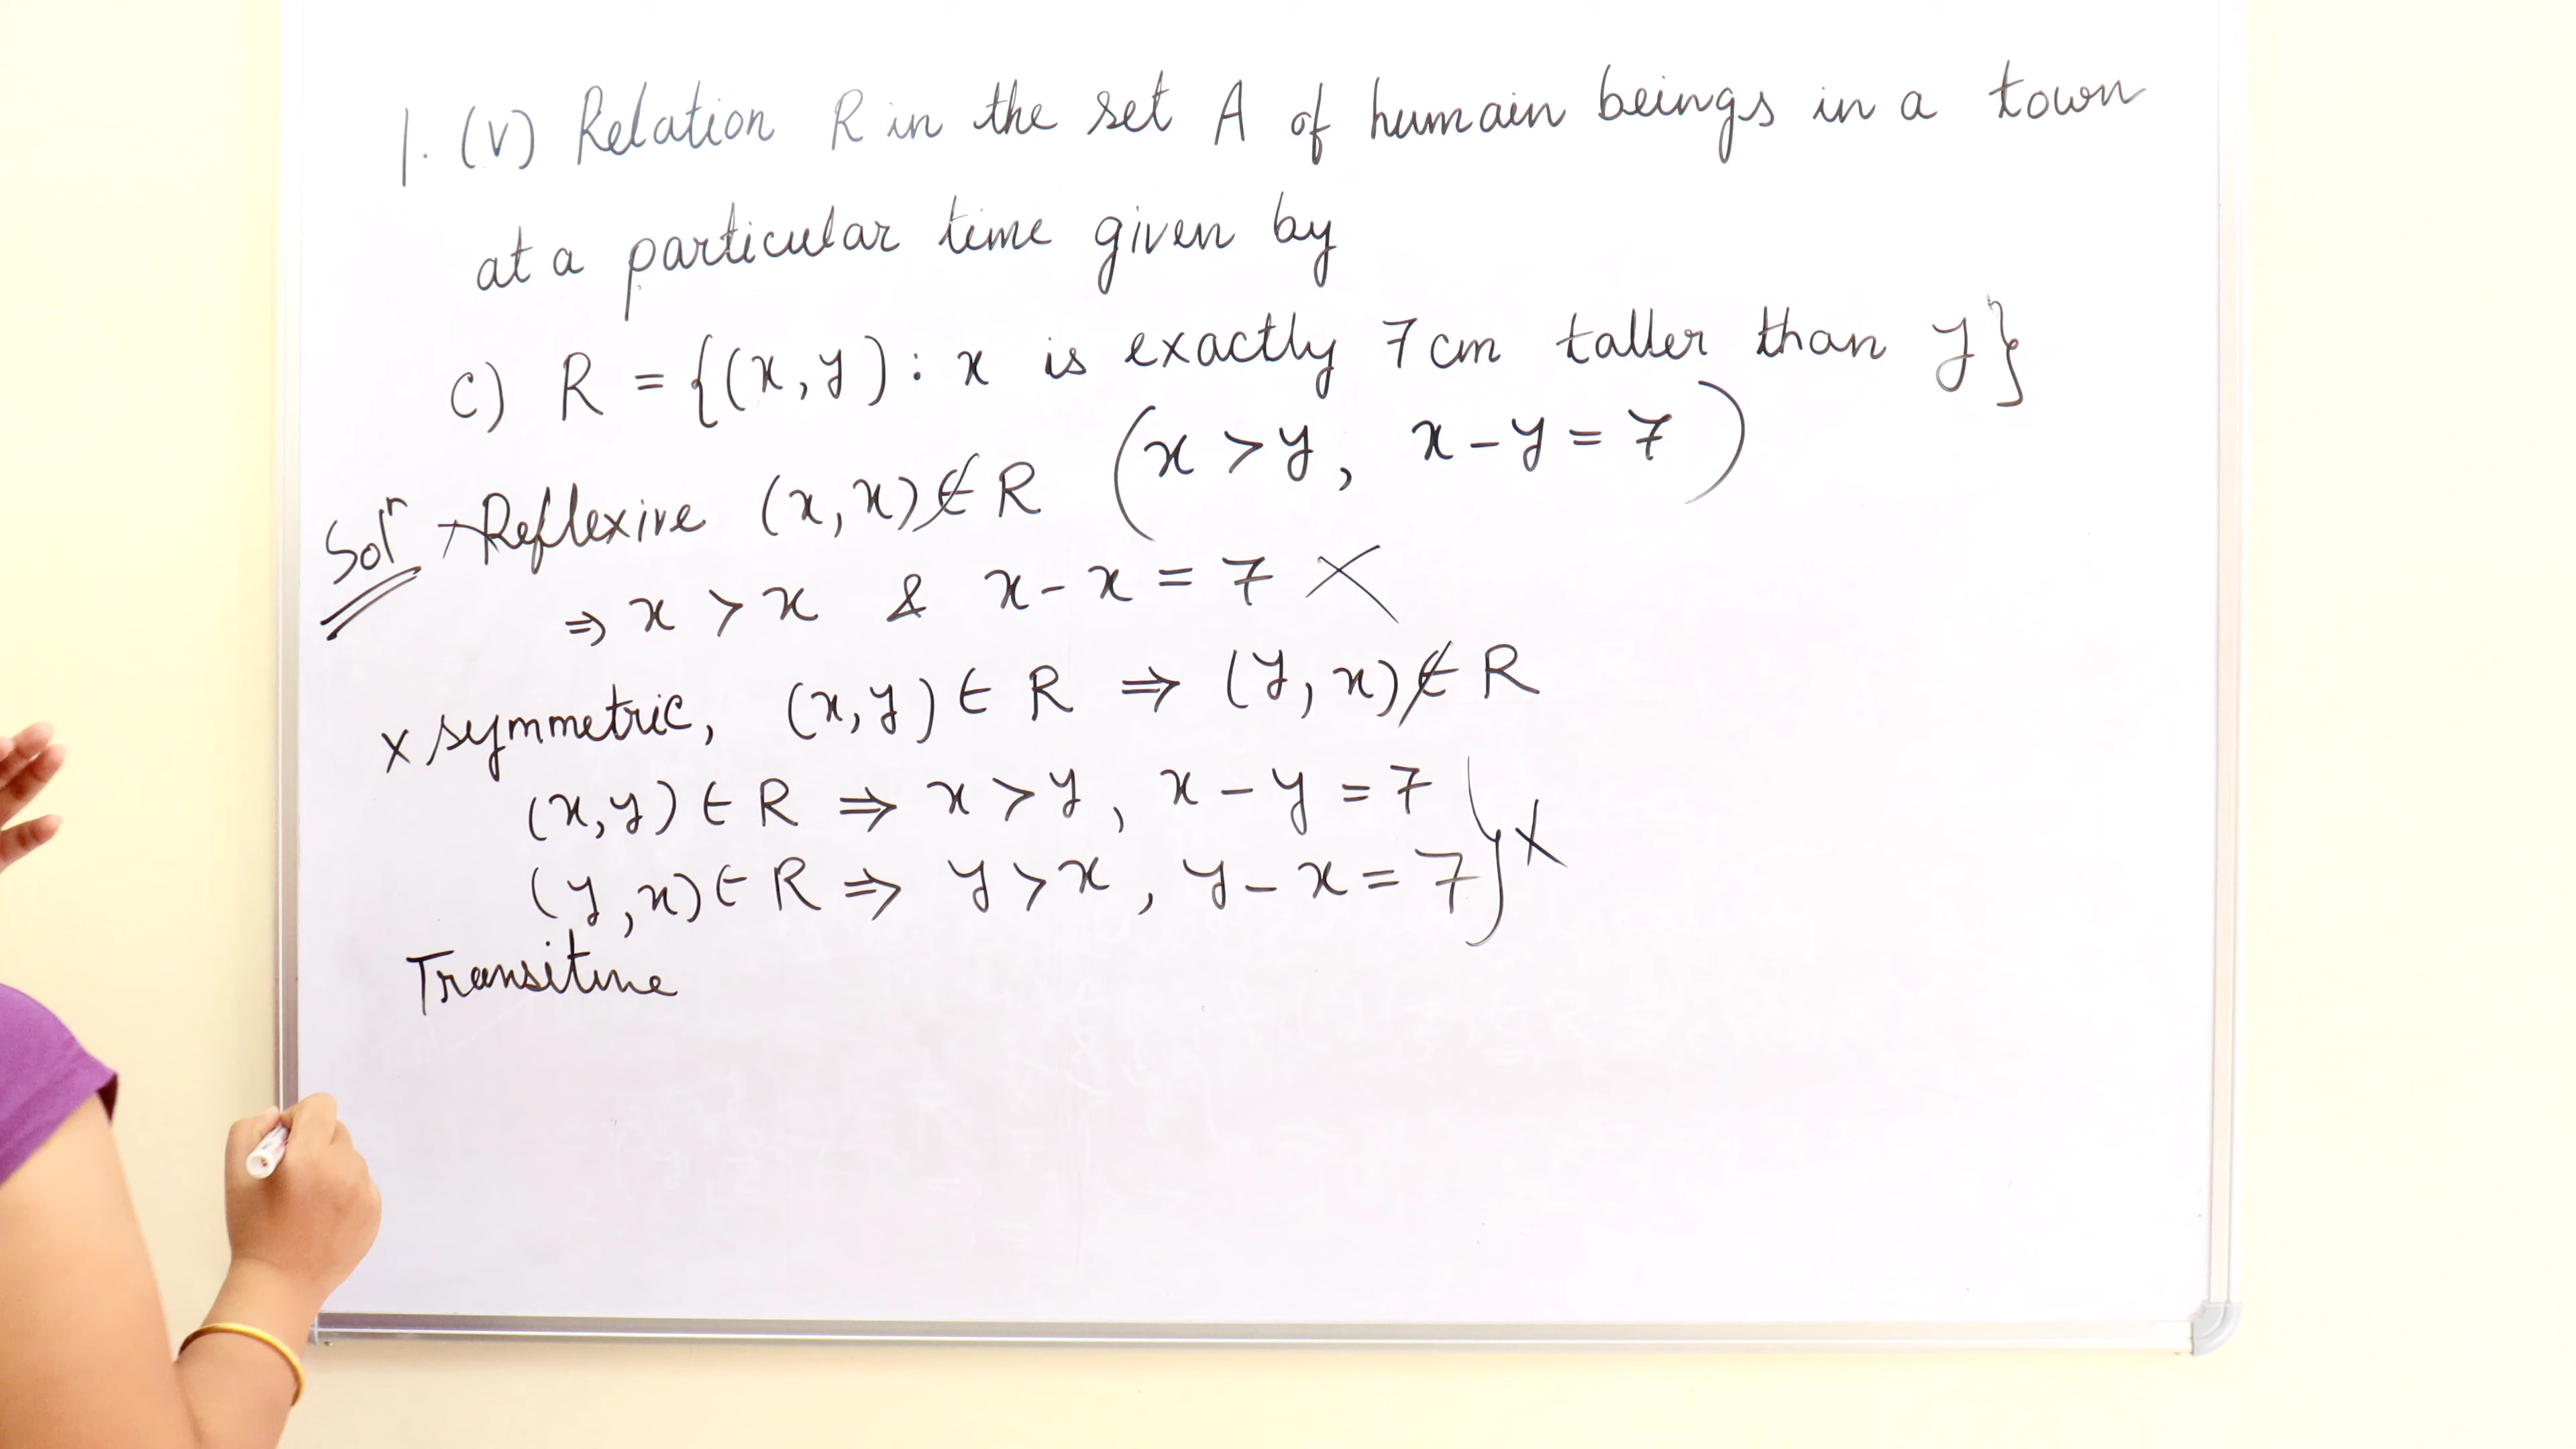 1. (v) Relation R in the set A of humain beings in a town
at a particular time given by
c) R = {(x, y) : x is exactly 7 cm taller than y}
(x > y, x - y = 7)
Solⁿ Reflexive (x, x) ∉ R
⇒ x > x & x - x = 7 ×
× symmetric, (x, y) ∈ R ⇒ (y, x) ∉ R
(x, y) ∈ R ⇒ x > y, x - y = 7
(y, x) ∈ R ⇒ y > x, y - x = 7 } ×
Transitive